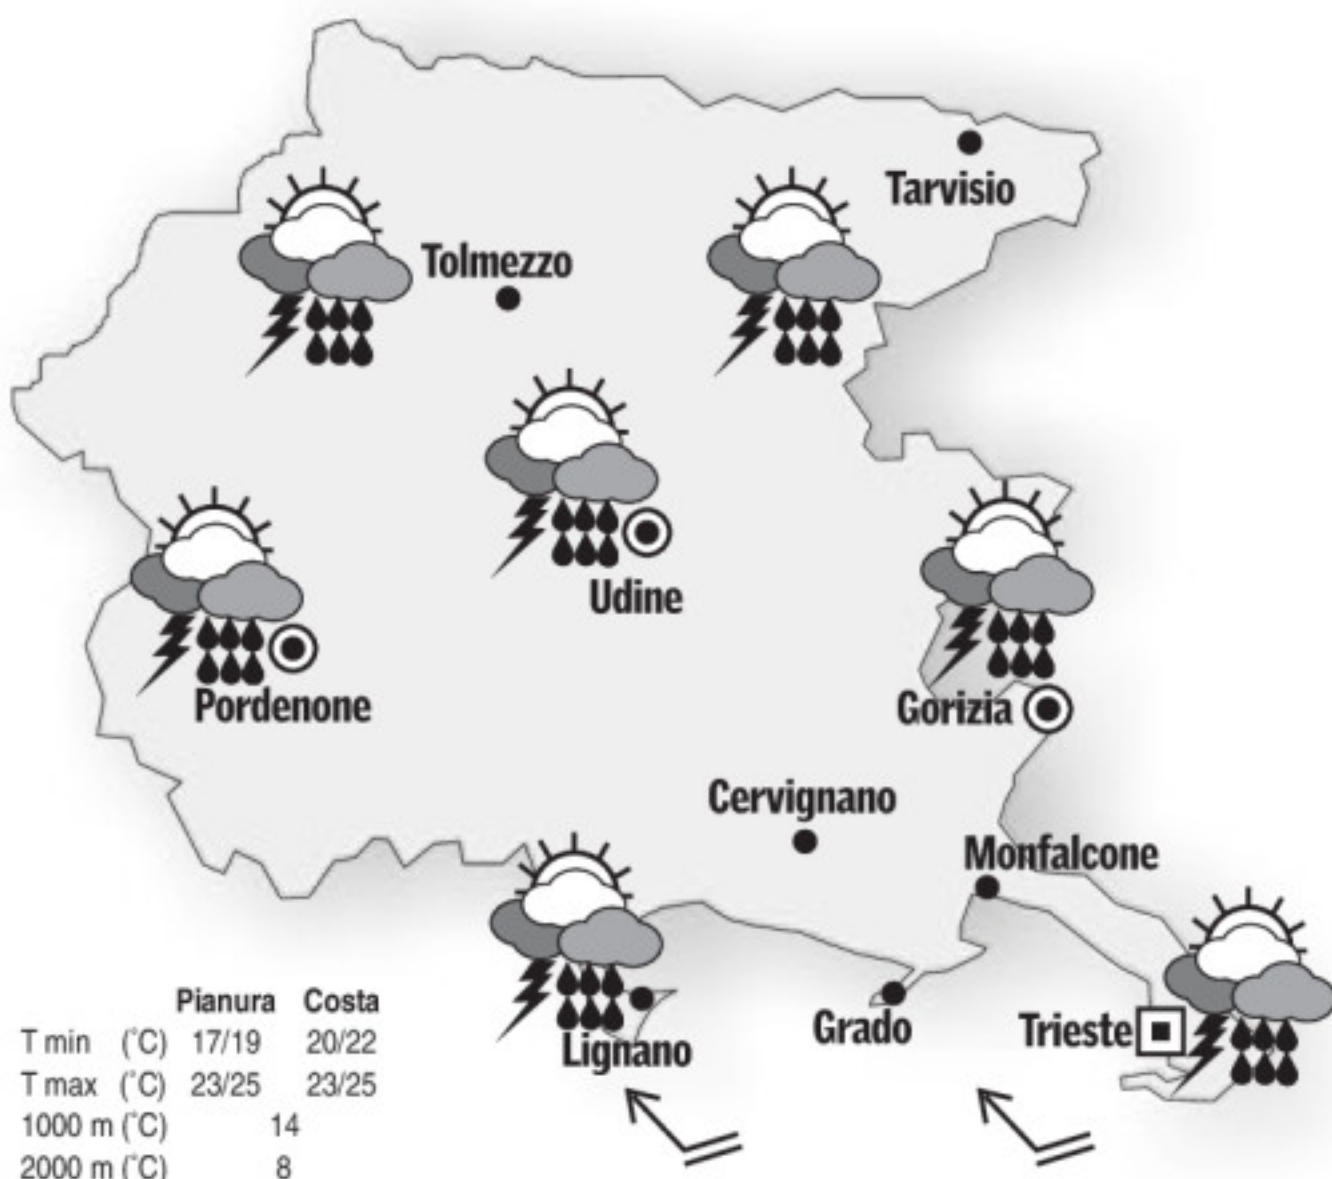 Tarvisio
Tolmezzo
Udine
Pordenone
Gorizia
Cervignano
Monfalcone
Grado
Trieste
Lignano
Pianura Costa
T min (°C) 17/19 20/22
T max (°C) 23/25 23/25
1000 m (°C) 14
2000 m (°C) 8